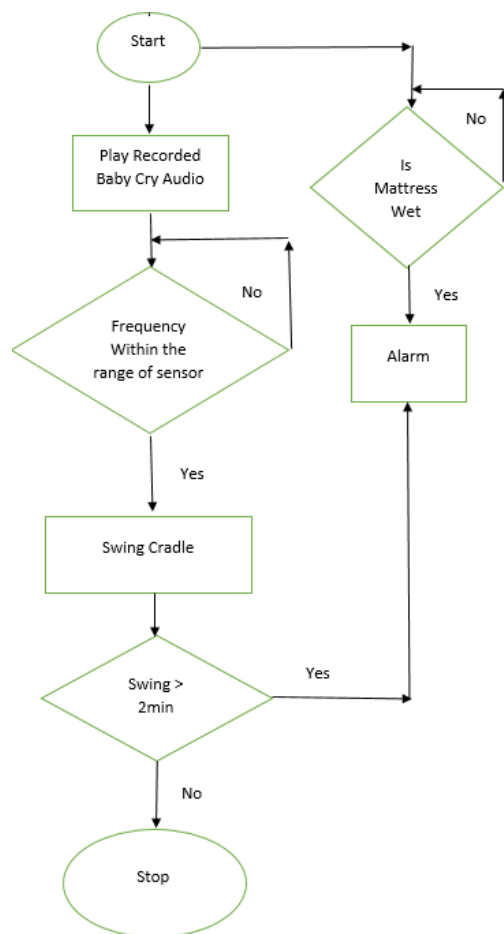 Start
Play Recorded
Baby Cry Audio
No
Frequency
Within the
range of sensor
Yes
Swing Cradle
Swing >
2min
Yes
No
Stop
No
Is
Mattress
Wet
Yes
Alarm